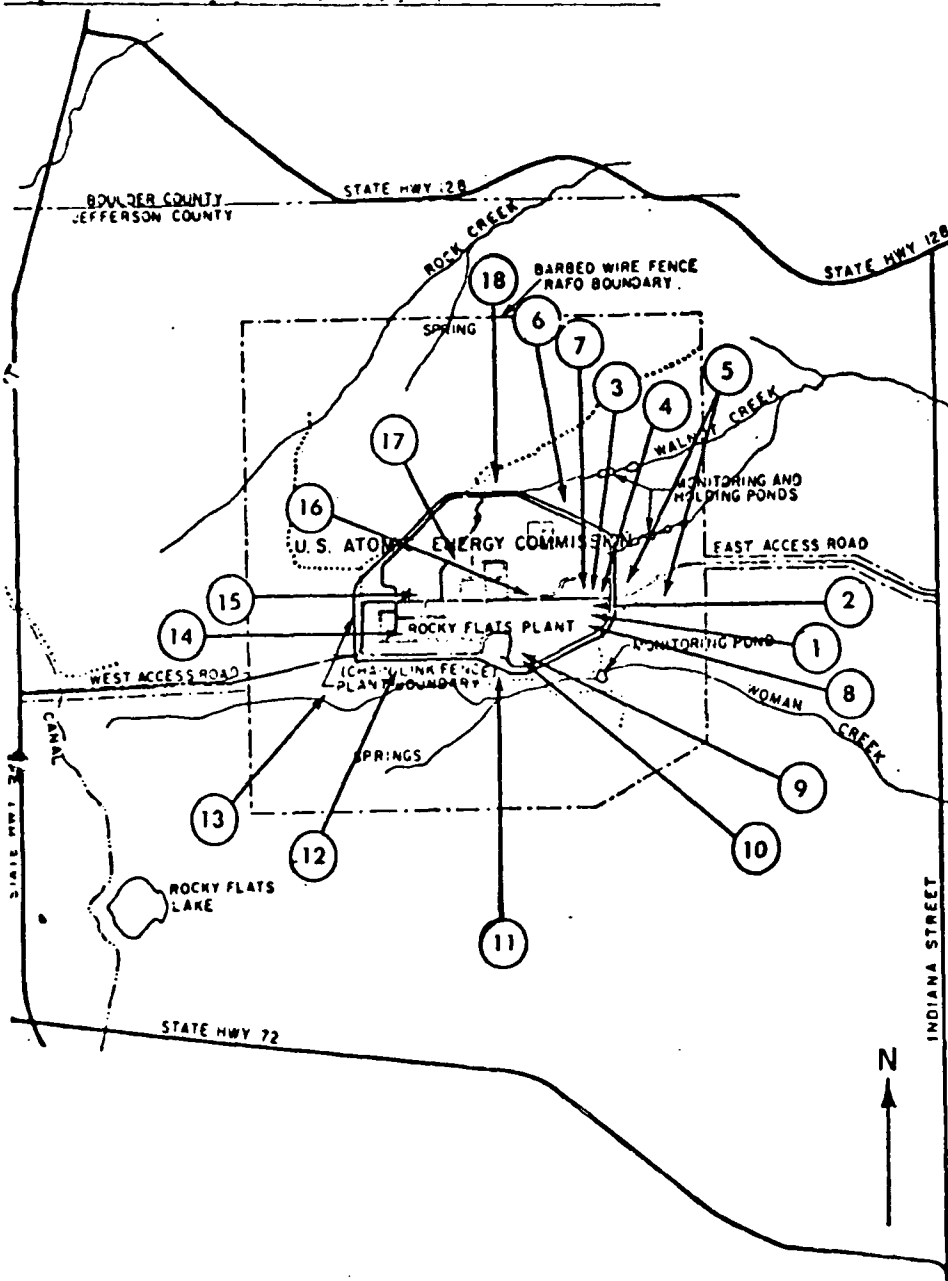 STATE HWY 128
BOULDER COUNTY
JEFFERSON COUNTY
ROCK CREEK
STATE HWY 128
18
BARBED WIRE FENCE
RAFO BOUNDARY
SPRING
6
7
3
5
4
17
WALNUT CREEK
MONITORING AND
HOLDING PONDS
16
U.S. ATOMIC ENERGY COMMISSION
EAST ACCESS ROAD
15
2
ROCKY FLATS PLANT
14
MONITORING POND
1
WEST ACCESS ROAD
(CHAIN LINK FENCE)
PLANT BOUNDARY
8
WOMAN
CREEK
CANAL
SPRINGS
9
13
12
10
STATE HWY
ROCKY FLATS
LAKE
11
INDIANA STREET
STATE HWY 72
N